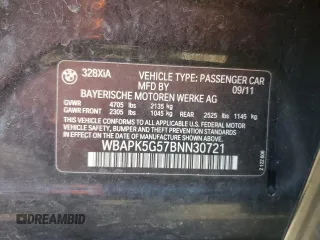 328XiA
VEHICLE TYPE: PASSENGER CAR
MFD BY 09/11
BAYERISCHE MOTOREN WERKE AG
GVWR 4705 lbs 2135 kg
GAWR FRONT 2305 lbs 1045 kg REAR 2525 lbs 1145 kg
THIS VEHICLE CONFORMS TO ALL APPLICABLE FEDERAL MOTOR VEHICLE SAFETY, BUMPER, AND THEFT PREVENTION STANDARDS IN EFFECT ON THE DATE OF MANUFACTURE SHOWN ABOVE.
WBAPK5G57BNN30721
DREAMBID